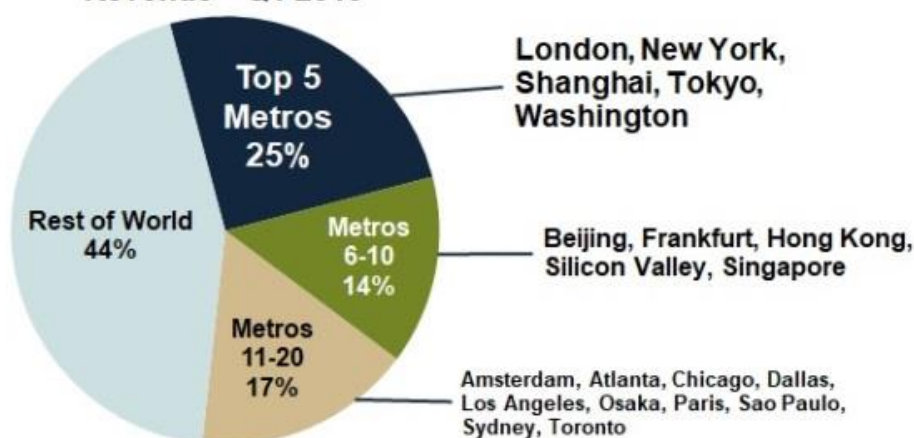 Top 5
Metros
25%
London, New York,
Shanghai, Tokyo,
Washington
Rest of World
44%
Metros
6-10
14%
Beijing, Frankfurt, Hong Kong,
Silicon Valley, Singapore
Metros
11-20
17%
Amsterdam, Atlanta, Chicago, Dallas,
Los Angeles, Osaka, Paris, Sao Paulo,
Sydney, Toronto